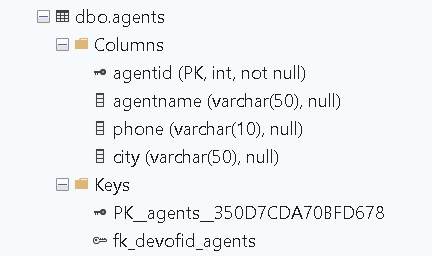 dbo.agents
Columns
agentid (PK, int, not null)
agentname (varchar(50), null)
phone (varchar(10), null)
city (varchar(50), null)
Keys
PK__agents__350D7CDA70BFD678
fk_devofid_agents